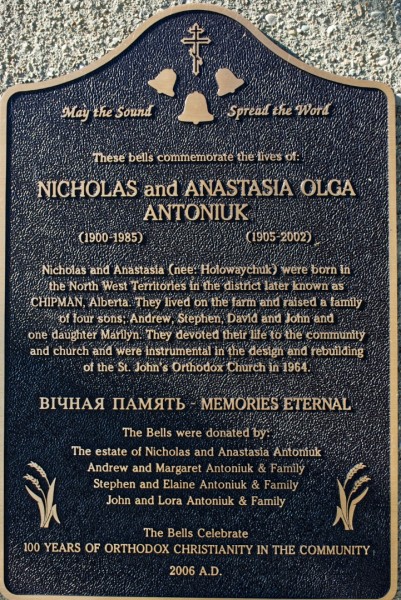 May the Sound Spread the Word
These bells commemorate the lives of:
NICHOLAS and ANASTASIA OLGA
ANTONIUK
(1900-1985) (1905-2002)
Nicholas and Anastasia (nee: Holowaychuk) were born in
the North West Territories in the district later known as
CHIPMAN, Alberta. They lived on the farm and raised a family
of four sons; Andrew, Stephen, David and John and
one daughter Marilyn. They devoted their life to the community
and church and were instrumental in the design and rebuilding
of the St. John's Orthodox Church in 1964.
ВІЧНАЯ ПАМЯТЬ - MEMORIES ETERNAL
The Bells were donated by:
The estate of Nicholas and Anastasia Antoniuk
Andrew and Margaret Antoniuk & Family
Stephen and Elaine Antoniuk & Family
John and Lora Antoniuk & Family
The Bells Celebrate
100 YEARS OF ORTHODOX CHRISTIANITY IN THE COMMUNITY
2006 A.D.